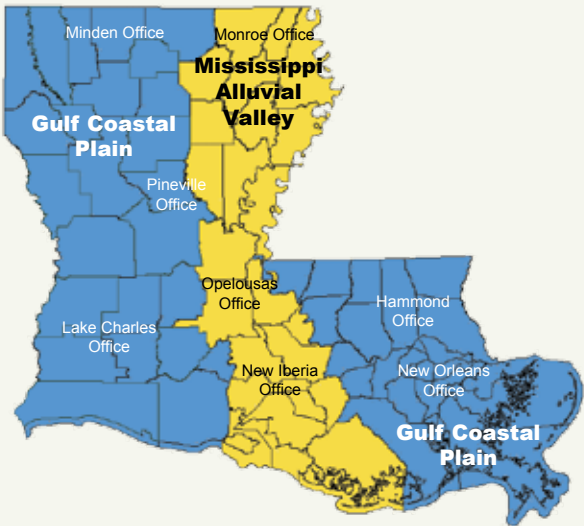 Minden Office
Monroe Office
Mississippi
Alluvial
Valley
Gulf Coastal
Plain
Pineville
Office
Opelousas
Office
Hammond
Office
Lake Charles
Office
New Iberia
Office
New Orleans
Office
Gulf Coastal
Plain